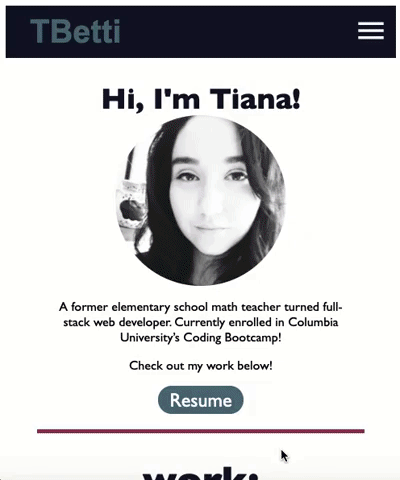 TBetti
Hi, I'm Tiana!
A former elementary school math teacher turned full-
stack web developer. Currently enrolled in Columbia
University's Coding Bootcamp!
Check out my work below!
Resume
work: